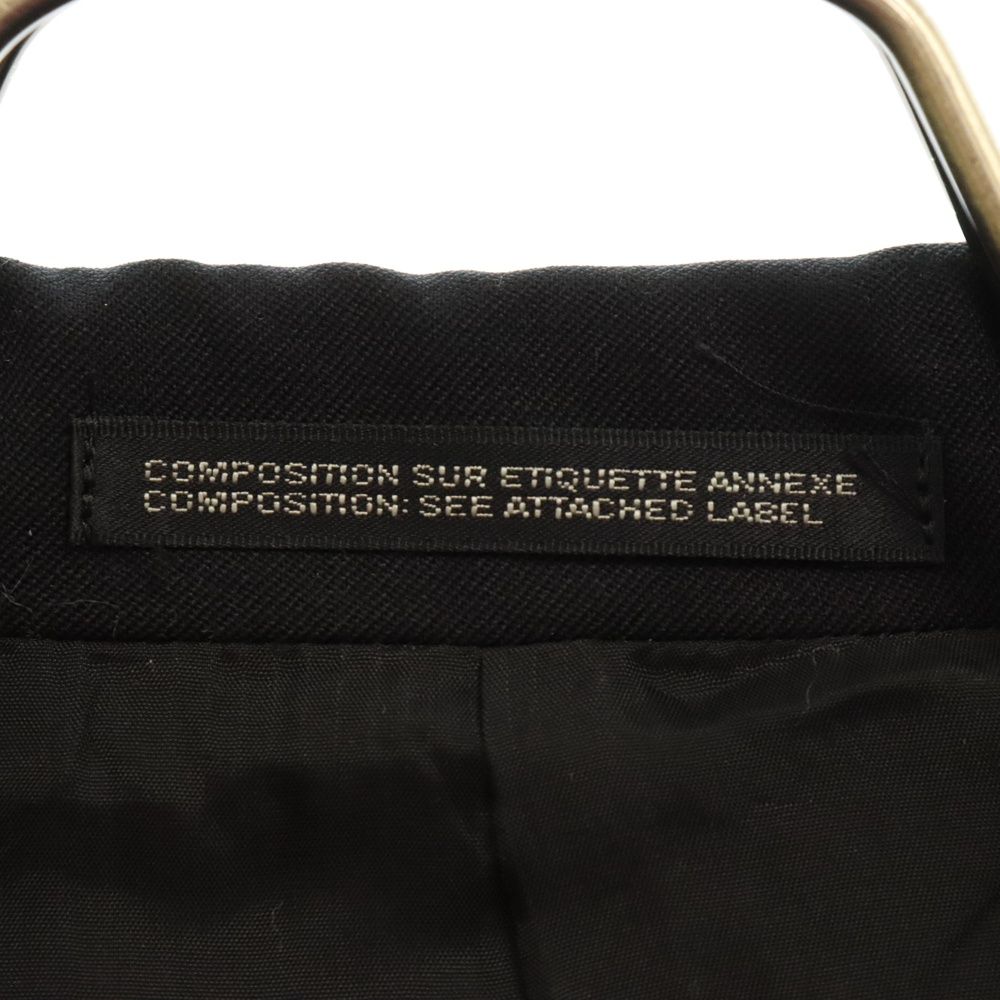 COMPOSITION SUR ETIQUETTE ANNEXE
COMPOSITION: SEE ATTACHED LABEL